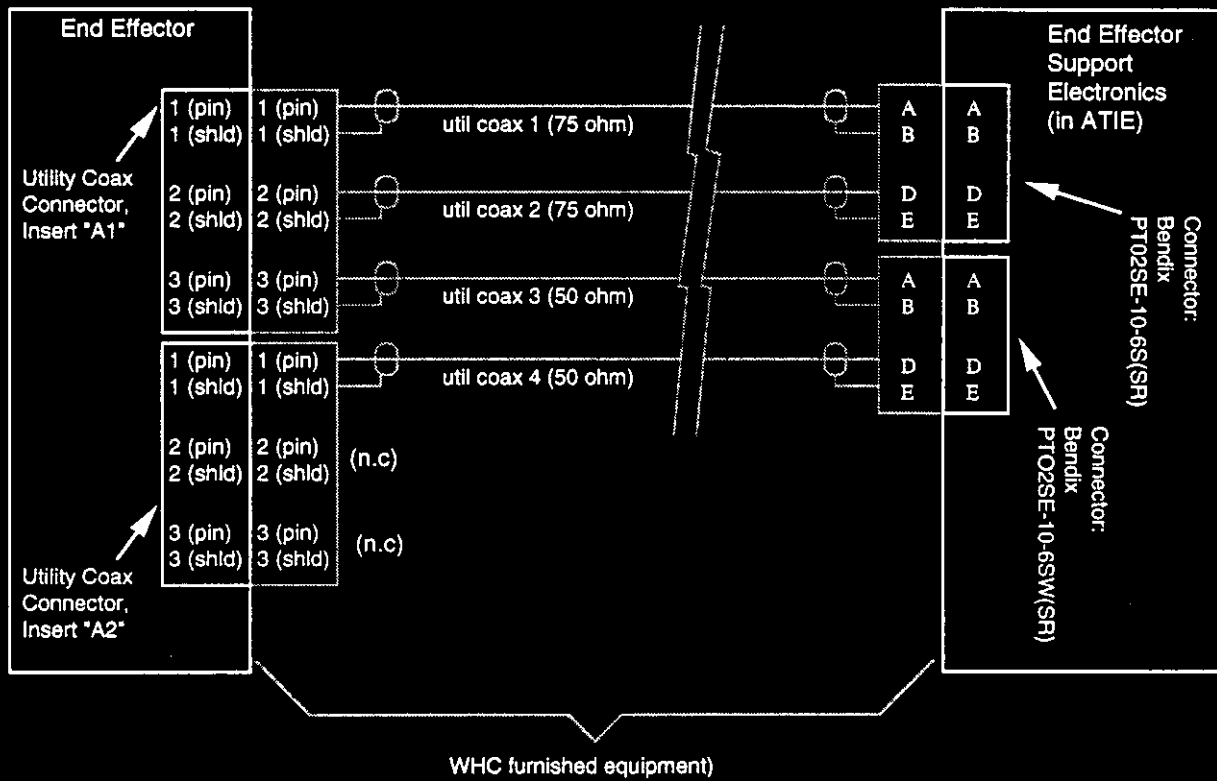 End Effector
1 (pin) 1 (pin)
1 (shld) 1 (shld)
2 (pin) 2 (pin)
2 (shld) 2 (shld)
3 (pin) 3 (pin)
3 (shld) 3 (shld)
1 (pin) 1 (pin)
1 (shld) 1 (shld)
2 (pin) 2 (pin)
2 (shld) 2 (shld)
(n.c)
3 (pin) 3 (pin)
3 (shld) 3 (shld)
(n.c)
Utility Coax
Connector,
Insert "A1"
Utility Coax
Connector,
Insert "A2"
util coax 1 (75 ohm)
util coax 2 (75 ohm)
util coax 3 (50 ohm)
util coax 4 (50 ohm)
A A
B B
D D
E E
A A
B B
D D
E E
End Effector
Support
Electronics
(in ATIE)
Connector:
Bendix
PT02SE-10-6S(SR)
Connector:
Bendix
PTO2SE-10-6SW(SR)
WHC furnished equipment)